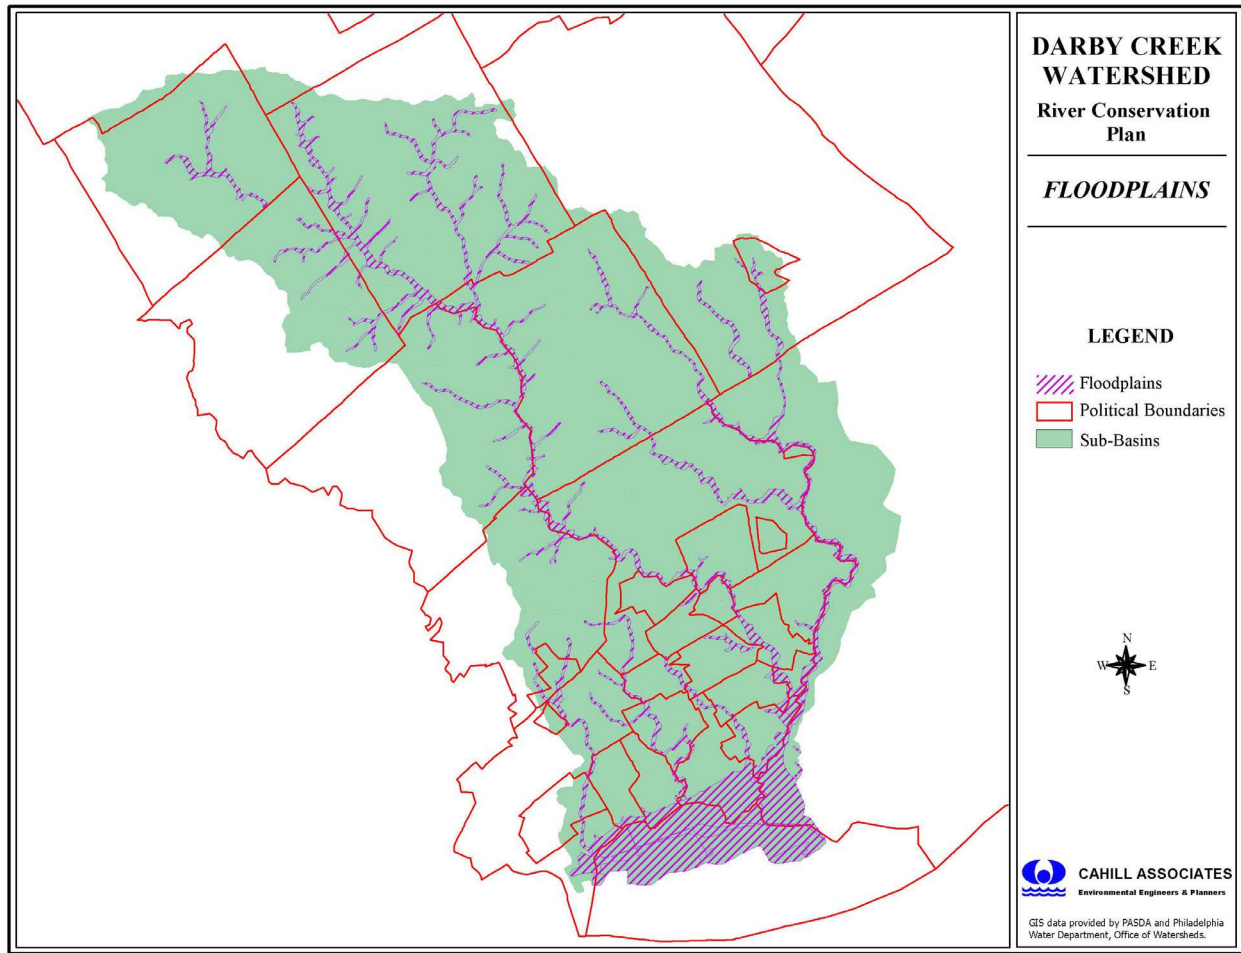 DARBY CREEK
WATERSHED
River Conservation
Plan
FLOODPLAINS
LEGEND
Floodplains
Political Boundaries
Sub-Basins
N
W E
S
CAHILL ASSOCIATES
Environmental Engineers & Planners
GIS data provided by PASDA and Philadelphia
Water Department, Office of Watersheds.